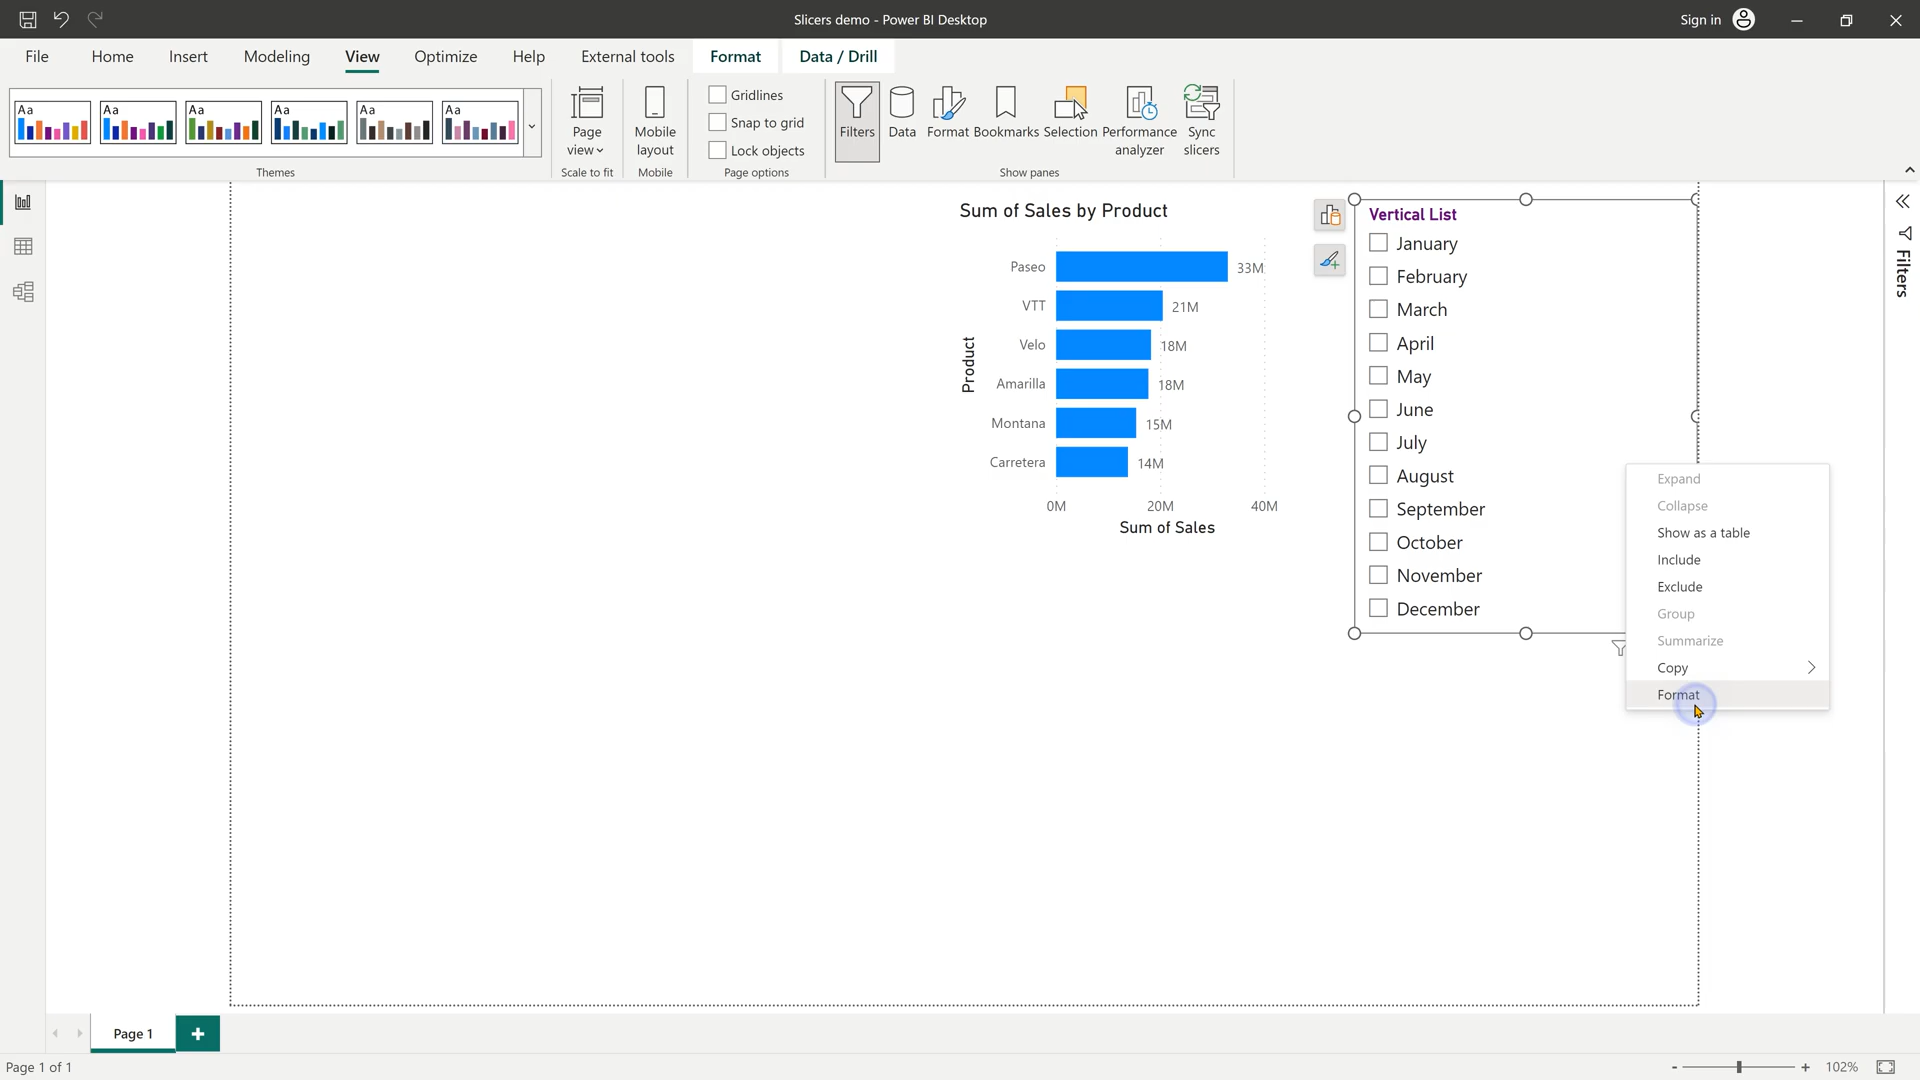 Slicers demo - Power BI Desktop
Sign in
File Home Insert Modeling View Optimize Help External tools Format Data / Drill
Aa Aa Aa Aa Aa Aa
Themes
Page view
Scale to fit
Mobile layout
Mobile
Gridlines
Snap to grid
Lock objects
Page options
Filters Data Format Bookmarks Selection Performance analyzer Sync slicers
Show panes
Sum of Sales by Product
Product
Paseo 33M
VTT 21M
Velo 18M
Amarilla 18M
Montana 15M
Carretera 14M
0M 20M 40M
Sum of Sales
Vertical List
January
February
March
April
May
June
July
August
September
October
November
December
Expand
Collapse
Show as a table
Include
Exclude
Group
Summarize
Copy
Format
Filters
Page 1
Page 1 of 1
102%